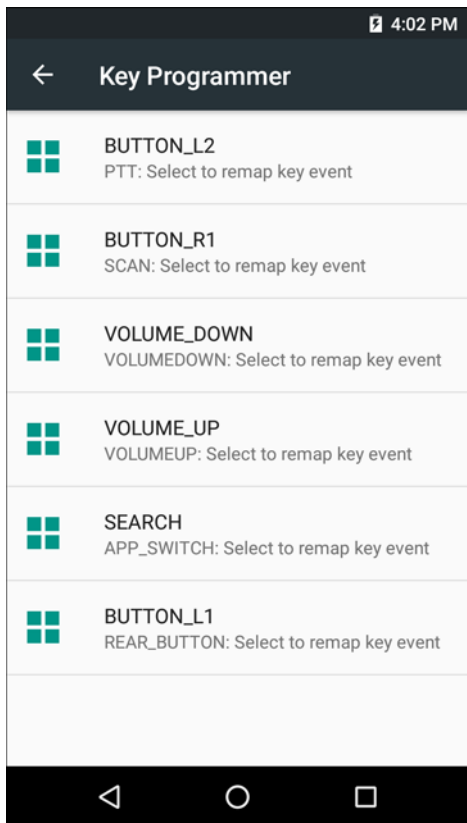 4:02 PM
Key Programmer
BUTTON_L2
PTT: Select to remap key event
BUTTON_R1
SCAN: Select to remap key event
VOLUME_DOWN
VOLUMEDOWN: Select to remap key event
VOLUME_UP
VOLUMEUP: Select to remap key event
SEARCH
APP_SWITCH: Select to remap key event
BUTTON_L1
REAR_BUTTON: Select to remap key event